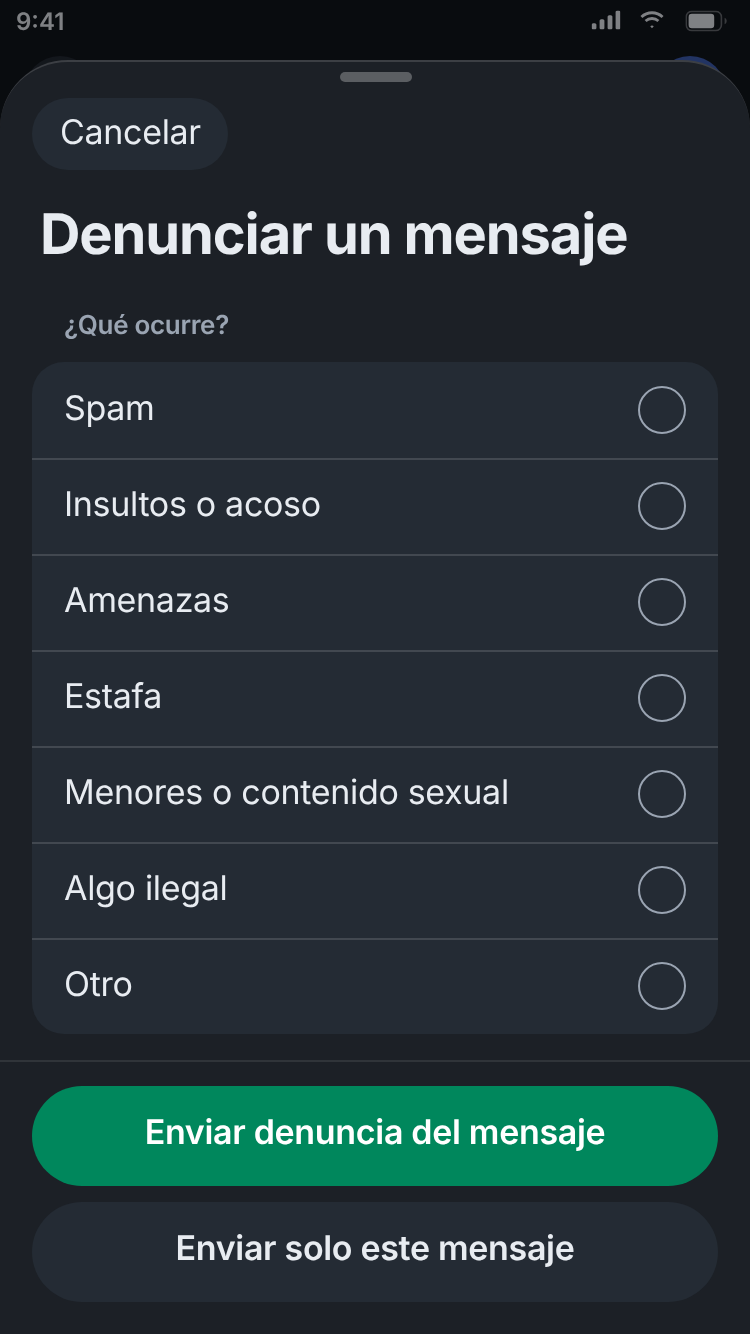 9:41
Cancelar
Denunciar un mensaje
¿Qué ocurre?
Spam
Insultos o acoso
Amenazas
Estafa
Menores o contenido sexual
Algo ilegal
Otro
Enviar denuncia del mensaje
Enviar solo este mensaje